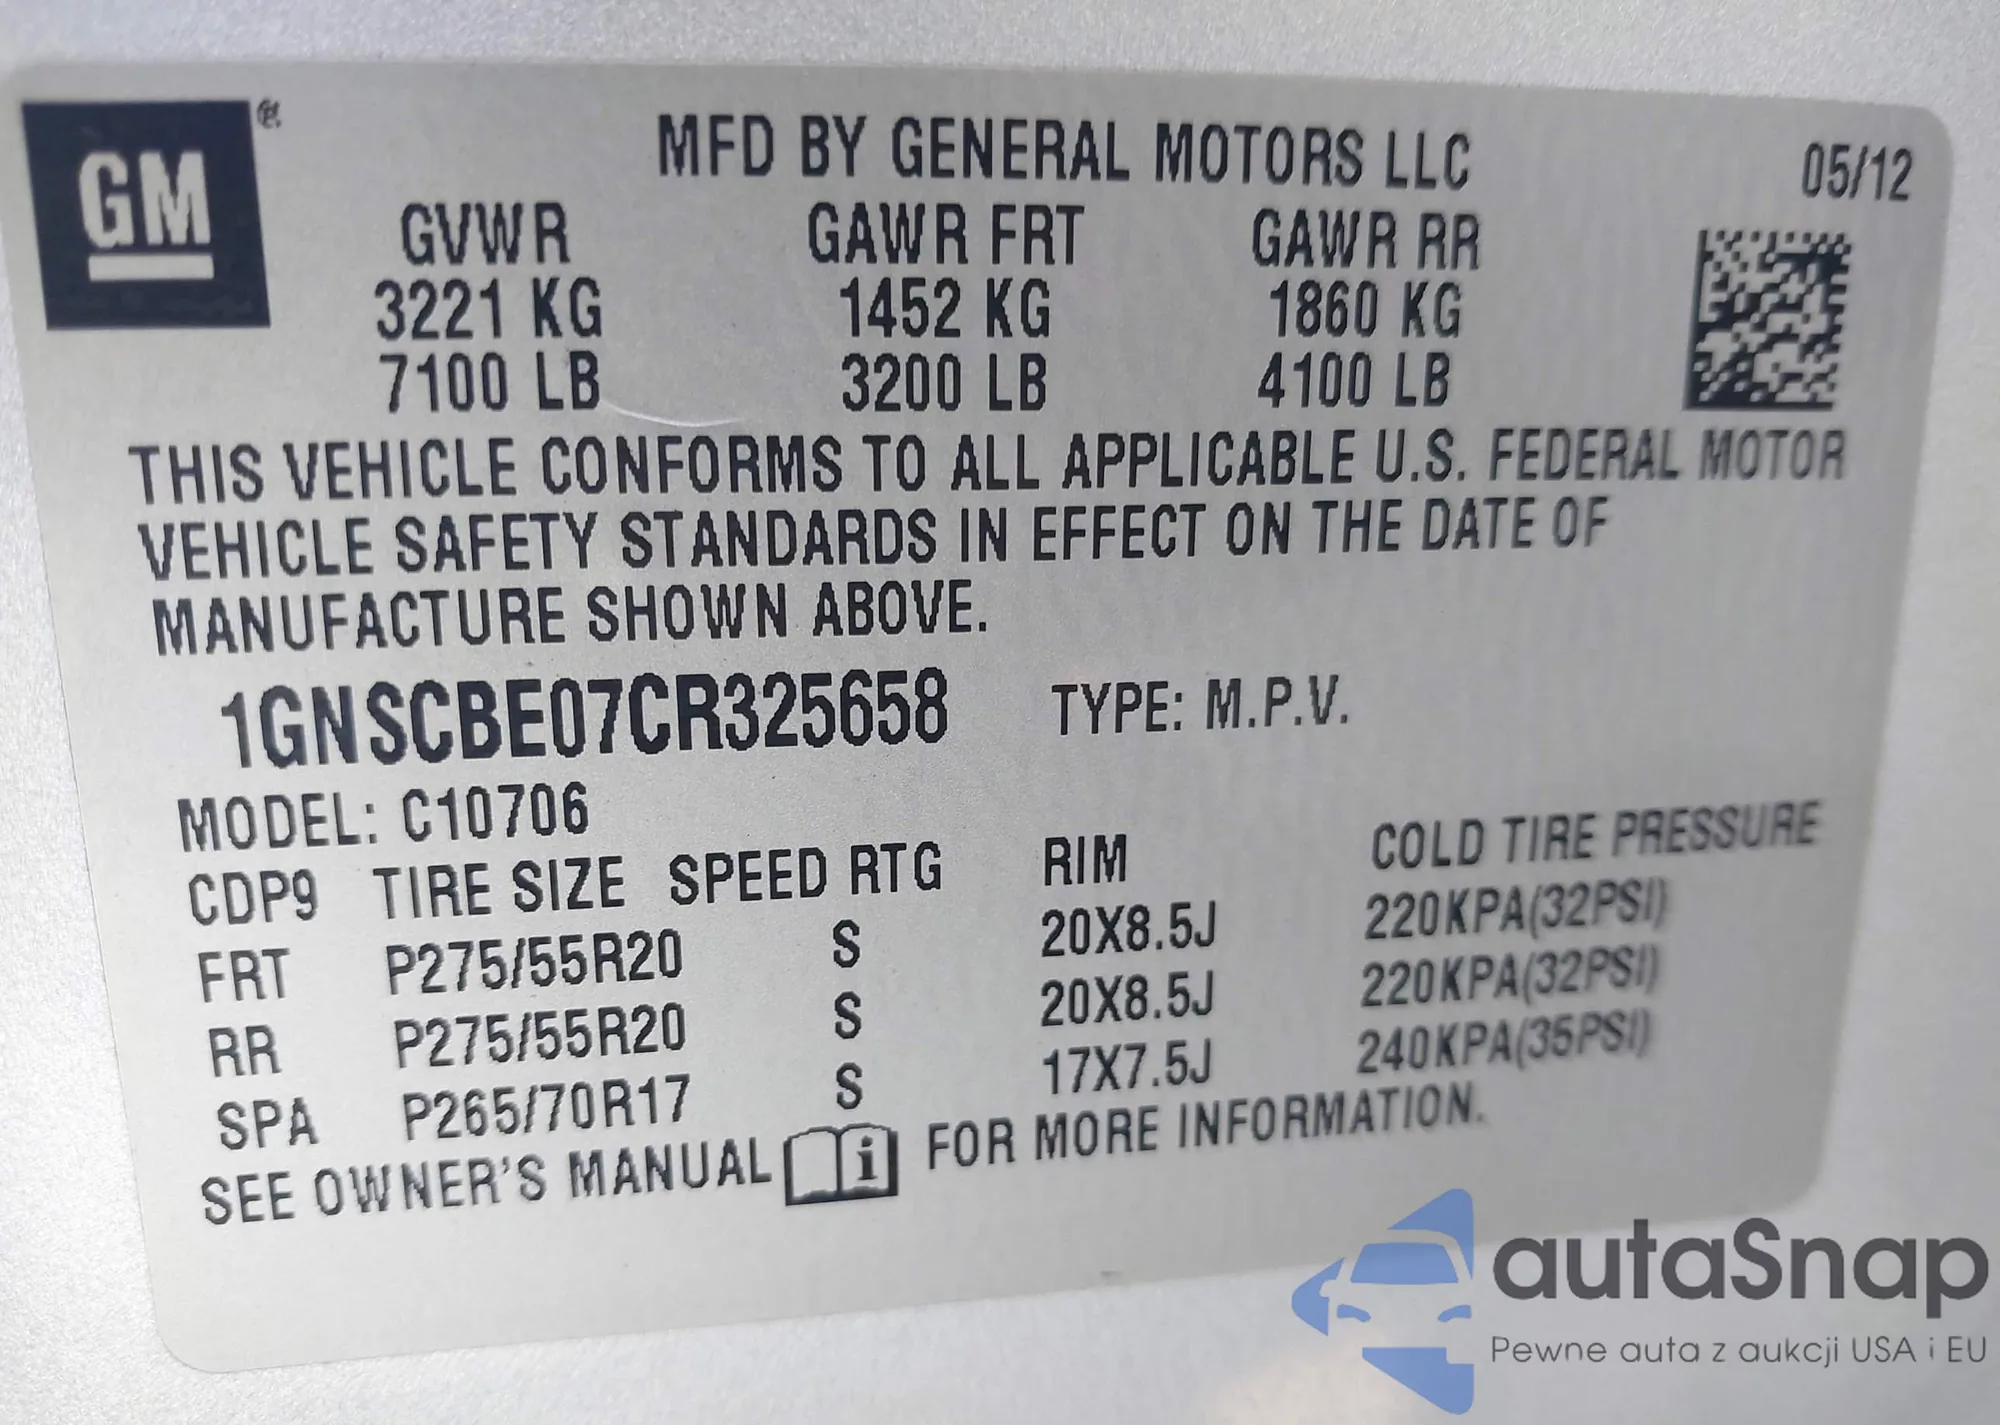 GM
MFD BY GENERAL MOTORS LLC 05/12
GVWR GAWR FRT GAWR RR
3221 KG 1452 KG 1860 KG
7100 LB 3200 LB 4100 LB
THIS VEHICLE CONFORMS TO ALL APPLICABLE U.S. FEDERAL MOTOR
VEHICLE SAFETY STANDARDS IN EFFECT ON THE DATE OF
MANUFACTURE SHOWN ABOVE.
1GNSCBE07CR325658 TYPE: M.P.V.
MODEL: C10706
CDP9 TIRE SIZE SPEED RTG RIM COLD TIRE PRESSURE
FRT P275/55R20 S 20X8.5J 220KPA(32PSI)
RR P275/55R20 S 20X8.5J 220KPA(32PSI)
SPA P265/70R17 S 17X7.5J 240KPA(35PSI)
SEE OWNER'S MANUAL i FOR MORE INFORMATION.
autaSnap
Pewne auta z aukcji USA i EU